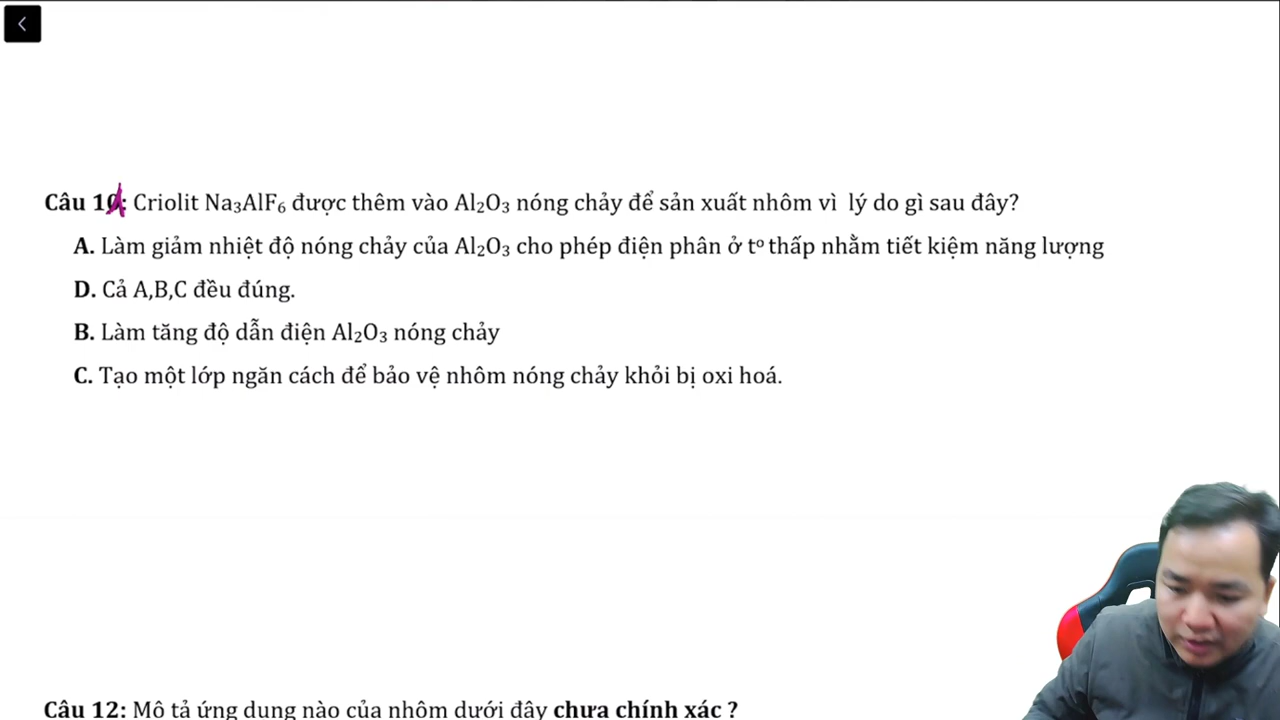 Câu 10: Criolit Na₃AlF₆ được thêm vào Al₂O₃ nóng chảy để sản xuất nhôm vì lý do gì sau đây?
A. Làm giảm nhiệt độ nóng chảy của Al₂O₃ cho phép điện phân ở tᵒ thấp nhằm tiết kiệm năng lượng
D. Cả A,B,C đều đúng.
B. Làm tăng độ dẫn điện Al₂O₃ nóng chảy
C. Tạo một lớp ngăn cách để bảo vệ nhôm nóng chảy khỏi bị oxi hoá.
Câu 12: Mô tả ứng dụng nào của nhôm dưới đây chưa chính xác ?